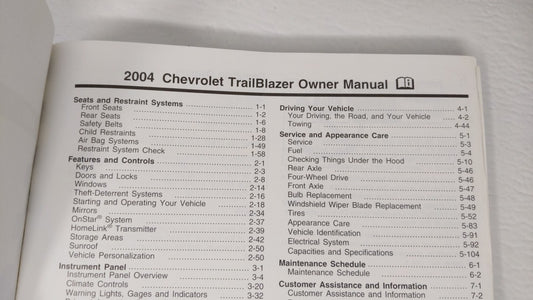 2004 Chevrolet TrailBlazer Owner Manual
Seats and Restraint Systems ........ 1-1
Front Seats ........ 1-2
Rear Seats ........ 1-6
Safety Belts ........ 1-8
Child Restraints ........ 1-28
Air Bag Systems ........ 1-49
Restraint System Check ........ 1-58
Features and Controls ........ 2-1
Keys ........ 2-3
Doors and Locks ........ 2-8
Windows ........ 2-14
Theft-Deterrent Systems ........ 2-16
Starting and Operating Your Vehicle ........ 2-18
Mirrors ........ 2-34
OnStar® System ........ 2-37
HomeLink® Transmitter ........ 2-39
Storage Areas ........ 2-42
Sunroof ........ 2-50
Vehicle Personalization ........ 2-50
Instrument Panel ........ 3-1
Instrument Panel Overview ........ 3-4
Climate Controls ........ 3-20
Warning Lights, Gages and Indicators ........ 3-32
Driving Your Vehicle ........ 4-1
Your Driving, the Road, and Your Vehicle ........ 4-2
Towing ........ 4-44
Service and Appearance Care ........ 5-1
Service ........ 5-3
Fuel ........ 5-4
Checking Things Under the Hood ........ 5-10
Rear Axle ........ 5-46
Four-Wheel Drive ........ 5-46
Front Axle ........ 5-47
Bulb Replacement ........ 5-48
Windshield Wiper Blade Replacement ........ 5-49
Tires ........ 5-52
Appearance Care ........ 5-83
Vehicle Identification ........ 5-91
Electrical System ........ 5-92
Capacities and Specifications ........ 5-104
Maintenance Schedule ........ 6-1
Maintenance Schedule ........ 6-2
Customer Assistance and Information ........ 7-1
Customer Assistance and Information ........ 7-2